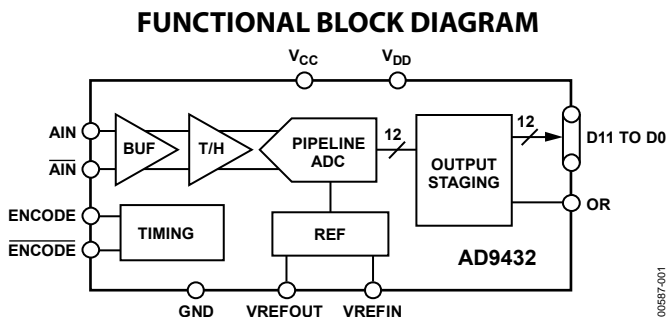 FUNCTIONAL BLOCK DIAGRAM
VCC
VDD
AIN
AIN
BUF
T/H
PIPELINE
ADC
12
OUTPUT
STAGING
12
D11 TO D0
OR
ENCODE
ENCODE
TIMING
REF
AD9432
GND
VREFOUT
VREFIN
00587-001